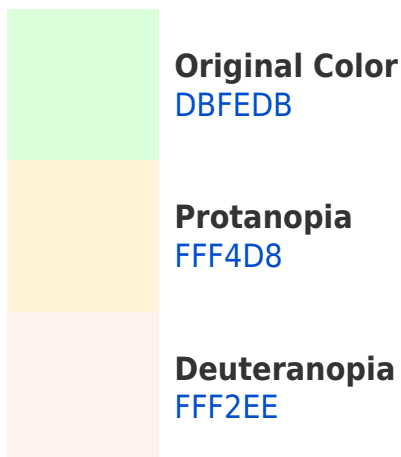 Original Color
DBFEDB
Protanopia
FFF4D8
Deuteranopia
FFF2EE